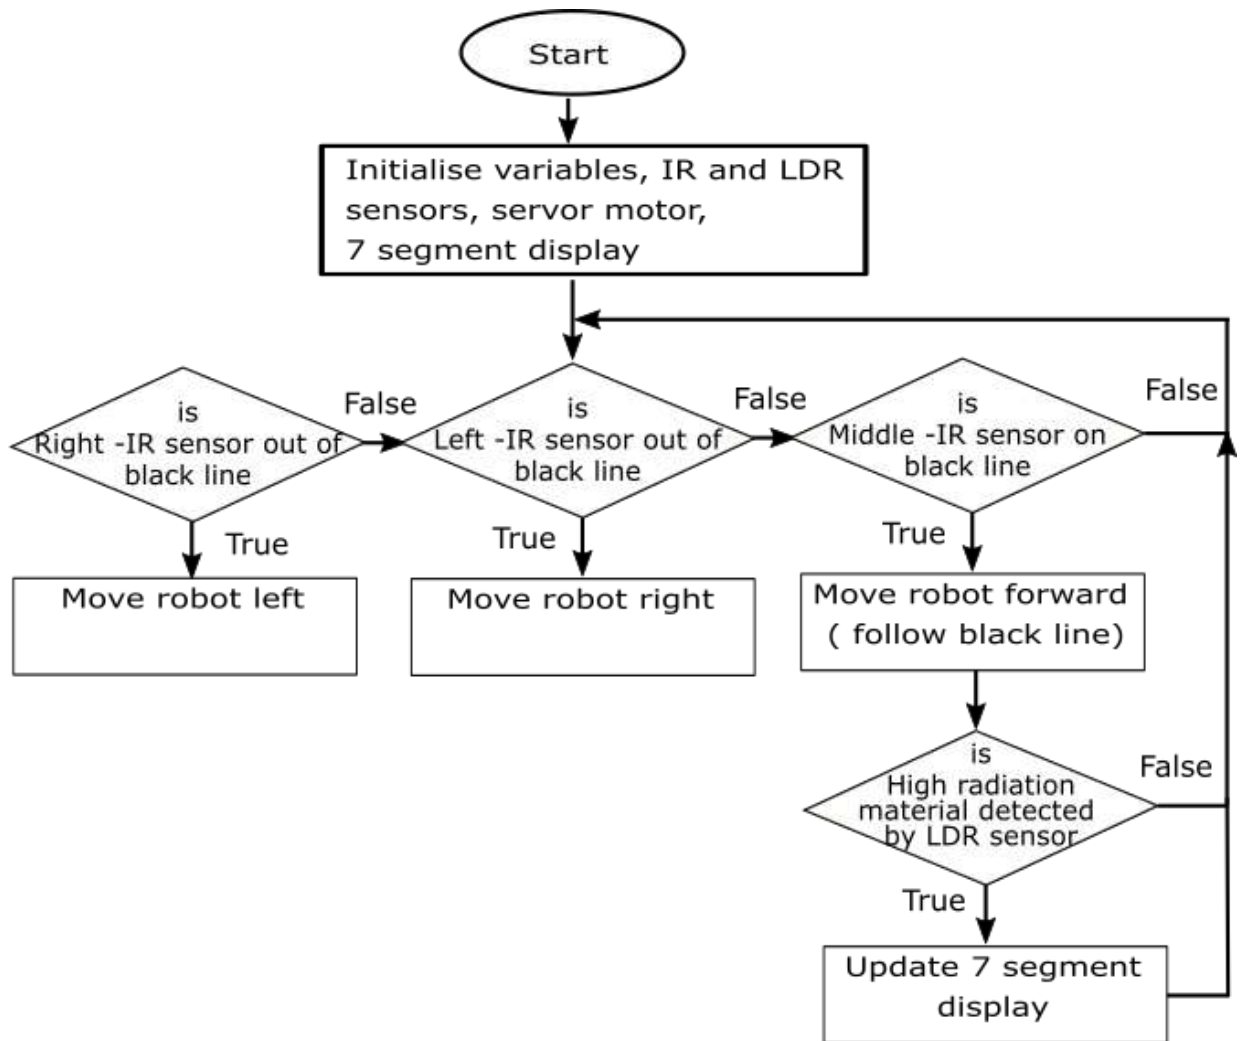 Start
Initialise variables, IR and LDR
sensors, servor motor,
7 segment display
is
Right -IR sensor out of
black line
False
True
Move robot left
is
Left -IR sensor out of
black line
False
True
Move robot right
is
Middle -IR sensor on
black line
False
True
Move robot forward
( follow black line)
is
High radiation
material detected
by LDR sensor
False
True
Update 7 segment
display